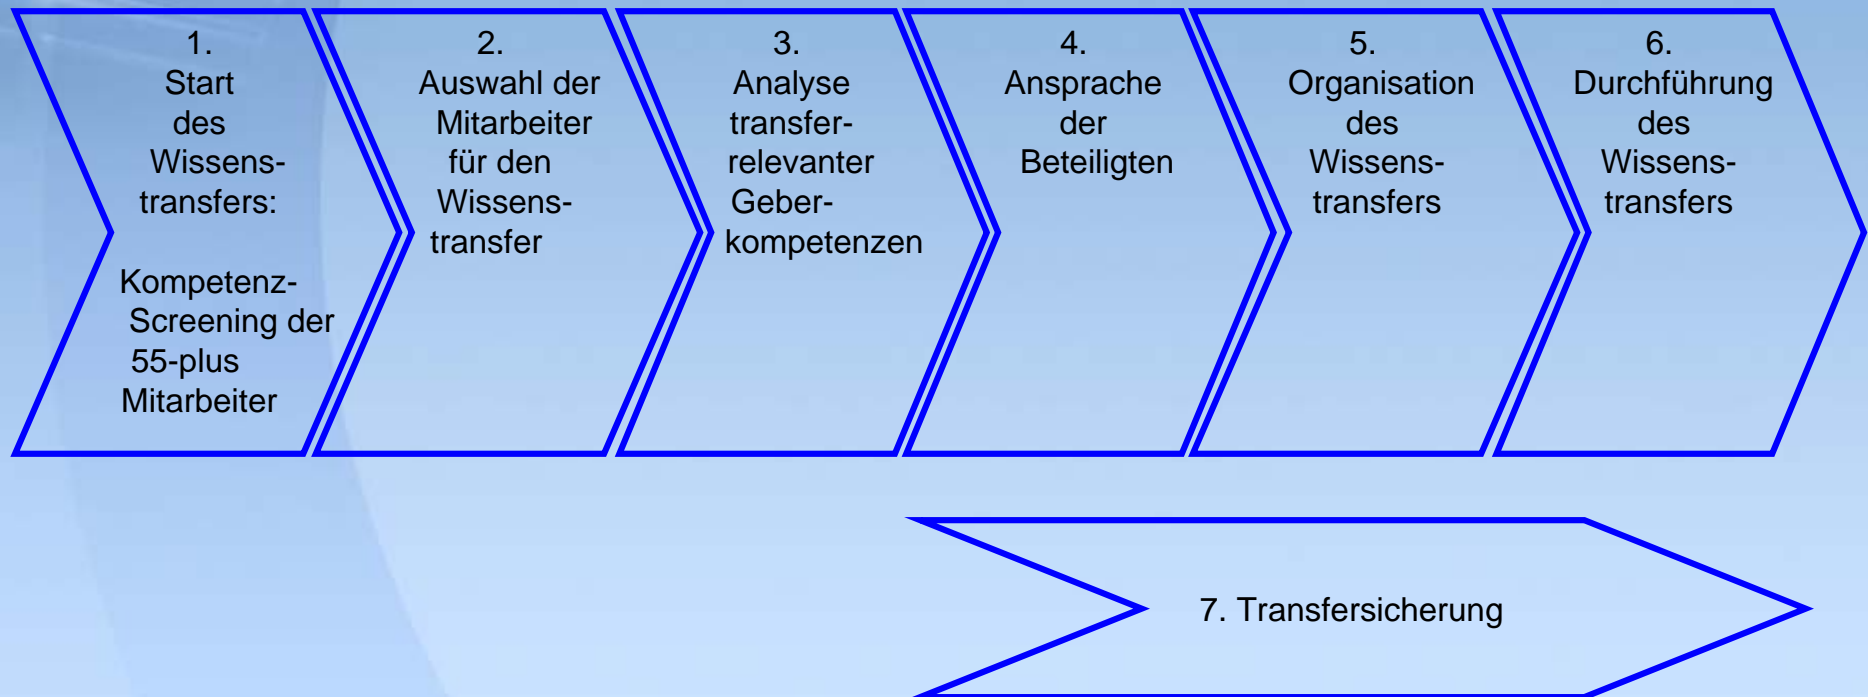 1.
Start
des
Wissens-
transfers:
Kompetenz-
Screening der
55-plus
Mitarbeiter
2.
Auswahl der
Mitarbeiter
für den
Wissens-
transfer
3.
Analyse
transfer-
relevanter
Geber-
kompetenzen
4.
Ansprache
der
Beteiligten
5.
Organisation
des
Wissens-
transfers
6.
Durchführung
des
Wissens-
transfers
7. Transfersicherung